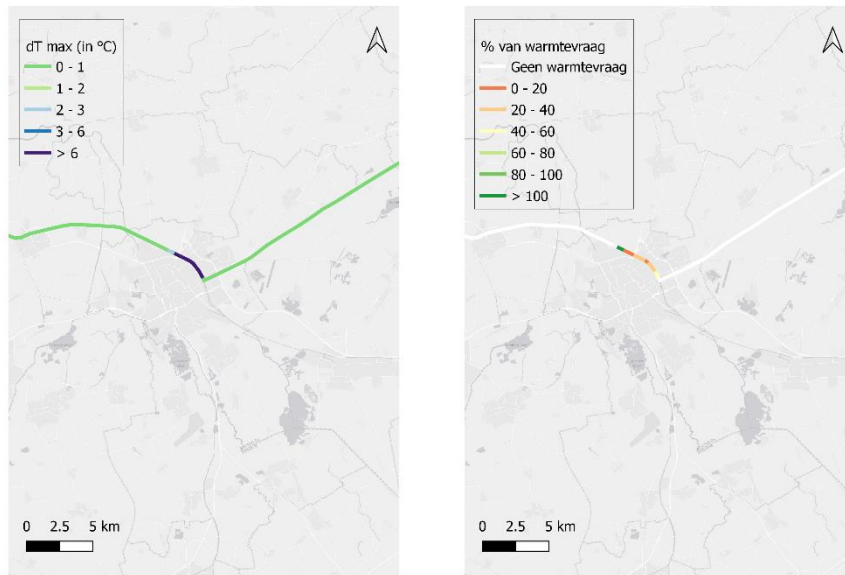 dT max (in °C)
0 - 1
1 - 2
2 - 3
3 - 6
> 6
0 2.5 5 km
% van warmtevraag
Geen warmtevraag
0 - 20
20 - 40
40 - 60
60 - 80
80 - 100
> 100
0 2.5 5 km